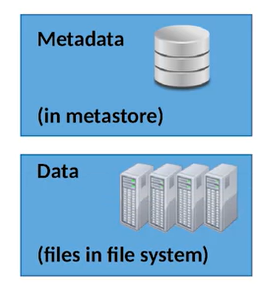 Metadata
(in metastore)
Data
(files in file system)